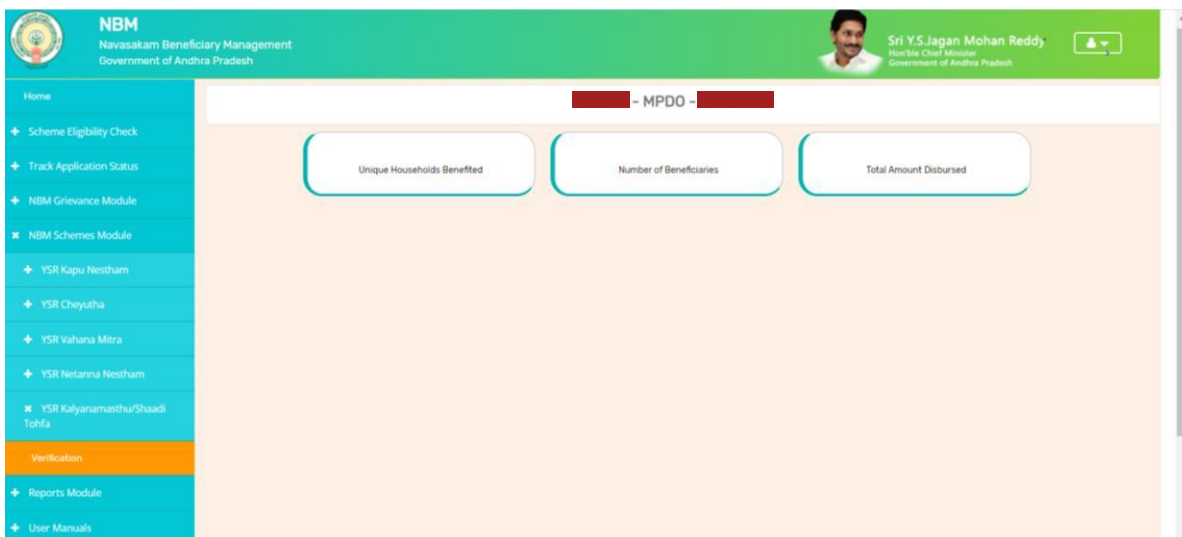 NBM
Navasakam Beneficiary Management
Government of Andhra Pradesh
Sri Y.S.Jagan Mohan Reddy
Hon'ble Chief Minister
Government of Andhra Pradesh
Home
- MPDO -
Scheme Eligibility Check
Track Application Status
NBM Grievance Module
NBM Schemes Module
YSR Kapu Nestham
YSR Cheyutha
YSR Vahana Mitra
YSR Netanna Nestham
YSR Kalyanamasthu/Shaadi
Tohfa
Verification
Reports Module
User Manuals
Unique Households Benefited
Number of Beneficiaries
Total Amount Disbursed